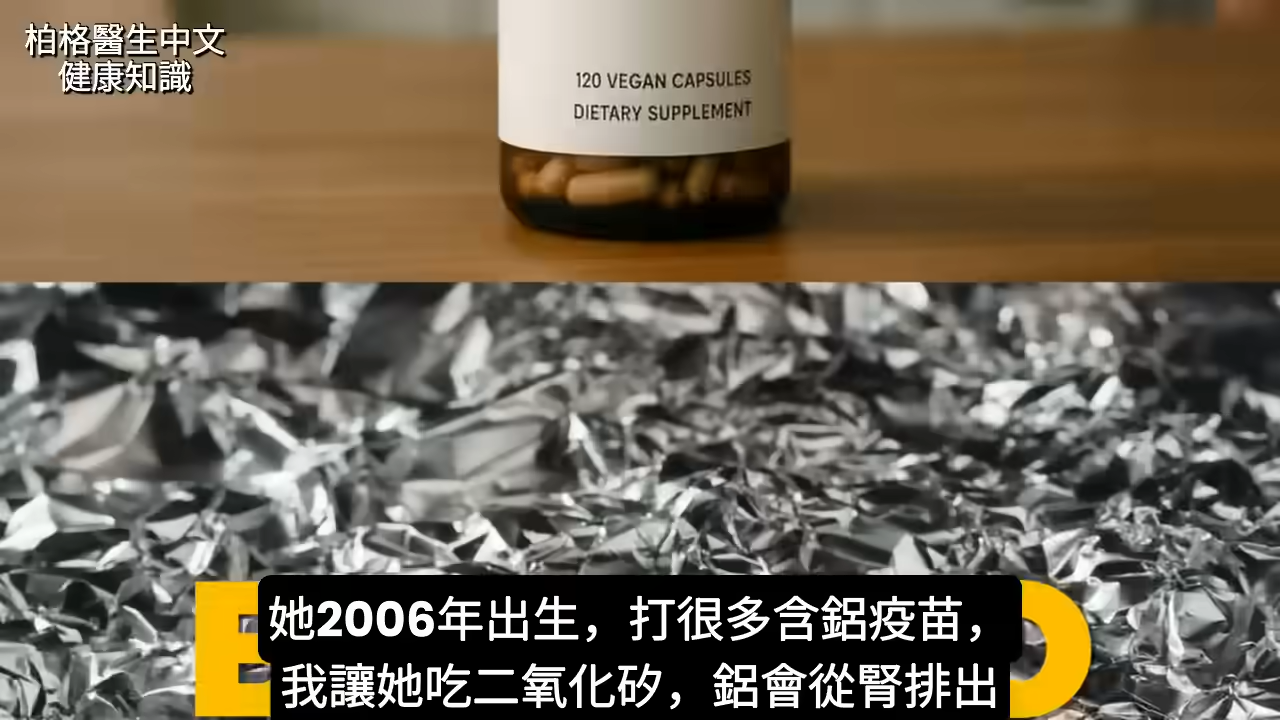 柏格醫生中文
健康知識
120 VEGAN CAPSULES
DIETARY SUPPLEMENT
她2006年出生，打很多含鋁疫苗，
我讓她吃二氧化矽，鋁會從腎排出